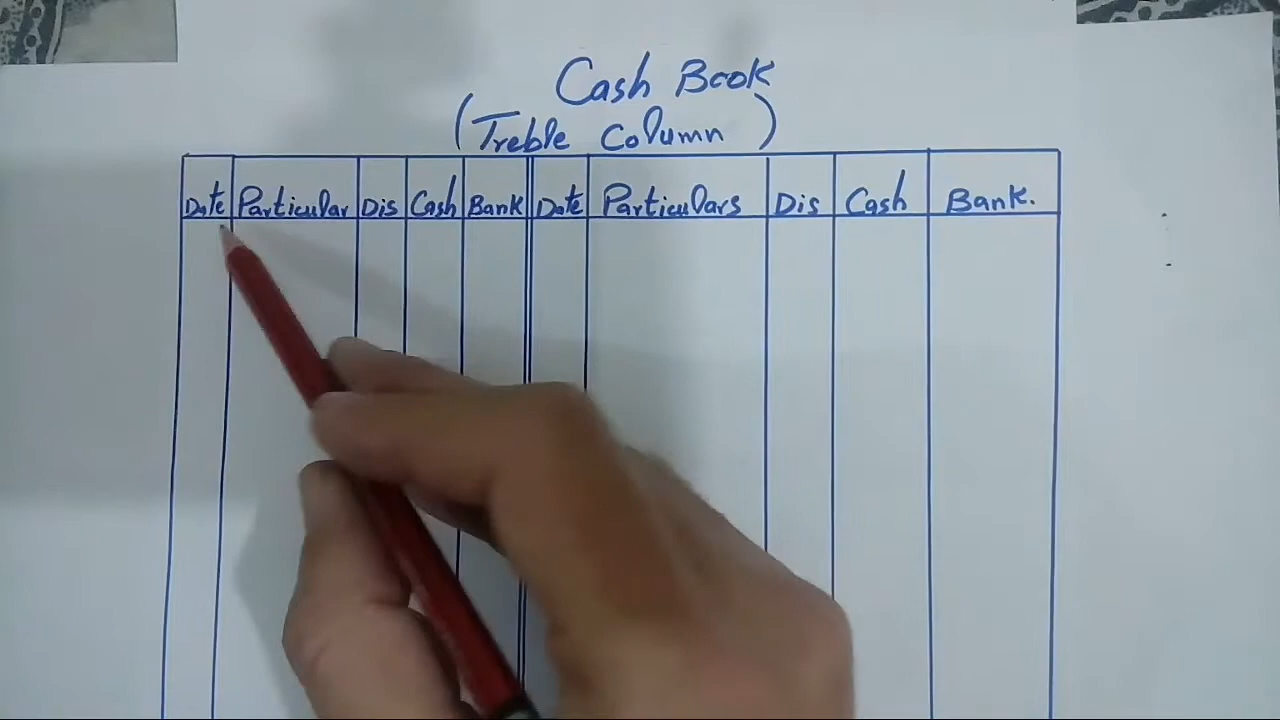 Cash Book
(Treble Column)
Date Particular Dis Cash Bank Date Particulars Dis Cash Bank.